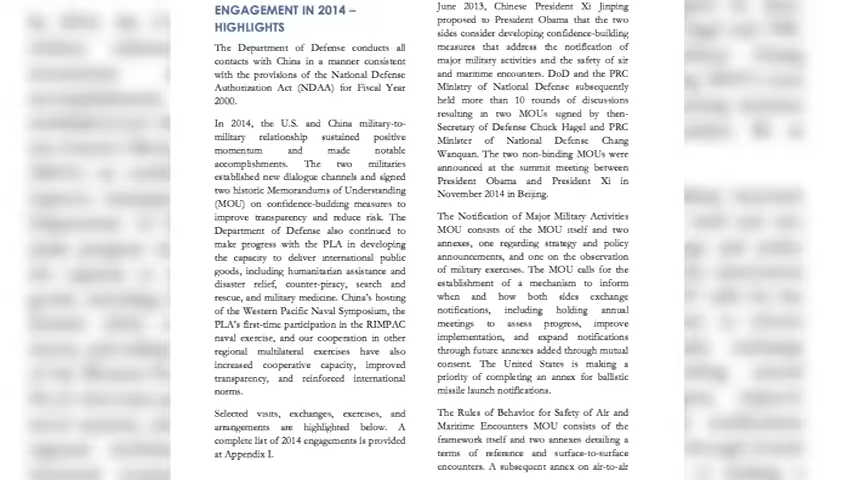 ENGAGEMENT IN 2014 –
HIGHLIGHTS
The Department of Defense conducts all
contacts with China in a manner consistent
with the provisions of the National Defense
Authorization Act (NDAA) for Fiscal Year
2000.
In 2014, the U.S. and China military-to-
military relationship sustained positive
momentum and made notable
accomplishments. The two militaries
established new dialogue channels and signed
two historic Memorandums of Understanding
(MOU) on confidence-building measures to
improve transparency and reduce risk. The
Department of Defense also continued to
make progress with the PLA in developing
the capacity to deliver international public
goods, including humanitarian assistance and
disaster relief, counter-piracy, search and
rescue, and military medicine. China's hosting
of the Western Pacific Naval Symposium, the
PLA's first-time participation in the RIMPAC
naval exercise, and our cooperation in other
regional multilateral exercises have also
increased cooperative capacity, improved
transparency, and reinforced international
norms.
Selected visits, exchanges, exercises, and
arrangements are highlighted below. A
complete list of 2014 engagements is provided
at Appendix I.
June 2013, Chinese President Xi Jinping
proposed to President Obama that the two
sides consider developing confidence-building
measures that address the notification of
major military activities and the safety of air
and maritime encounters. DoD and the PRC
Ministry of National Defense subsequently
held more than 10 rounds of discussions
resulting in two MOUs signed by then-
Secretary of Defense Chuck Hagel and PRC
Minister of National Defense Chang
Wanquan. The two non-binding MOUs were
announced at the summit meeting between
President Obama and President Xi in
November 2014 in Beijing.
The Notification of Major Military Activities
MOU consists of the MOU itself and two
annexes, one regarding strategy and policy
announcements, and one on the observation
of military exercises. The MOU calls for the
establishment of a mechanism to inform
when and how both sides exchange
notifications, including holding annual
meetings to assess progress, improve
implementation, and expand notifications
through future annexes added through mutual
consent. The United States is making a
priority of completing an annex for ballistic
missile launch notifications.
The Rules of Behavior for Safety of Air and
Maritime Encounters MOU consists of the
framework itself and two annexes detailing a
terms of reference and surface-to-surface
encounters. A subsequent annex on air-to-air